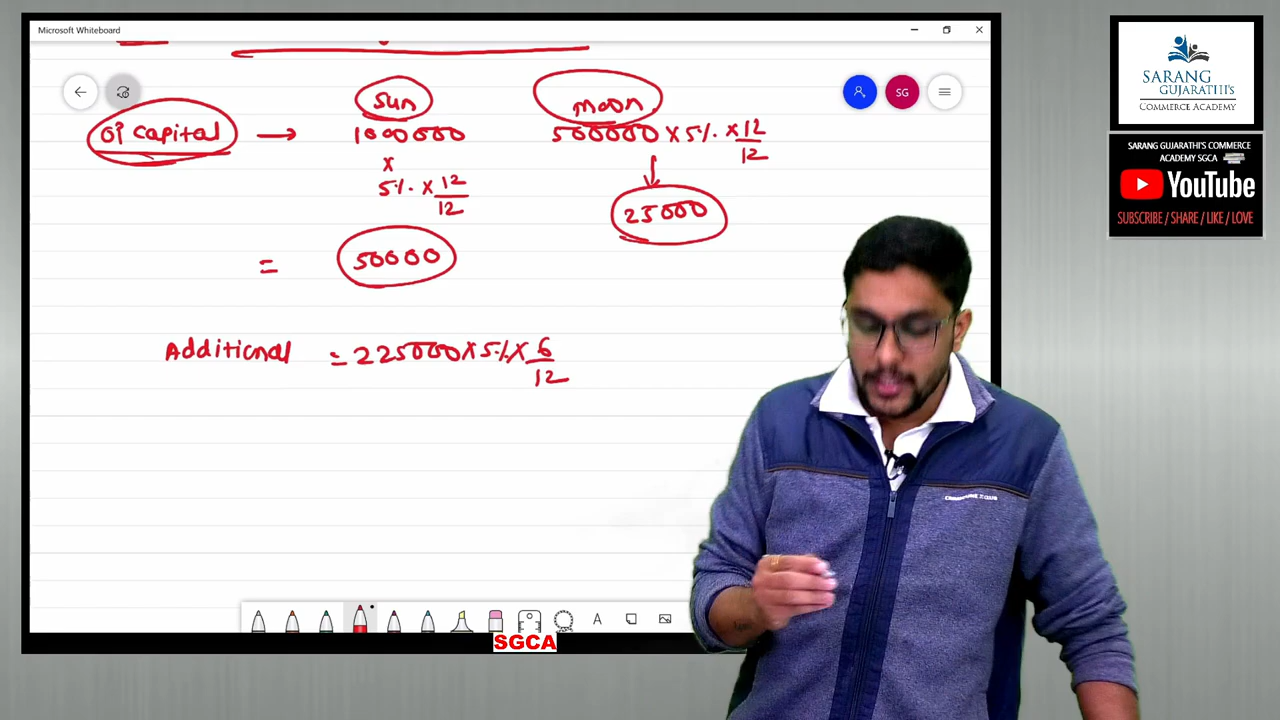 Microsoft Whiteboard
SG
Sun
moon
OP Capital →
1000000
500000 x 5% x 12/12
x
5% x 12/12
25000
= 50000
Additional = 225000 x 5% x 6/12
SGCA
SARANG
GUJARATHI'S
COMMERCE ACADEMY
SARANG GUJARATHI'S COMMERCE
ACADEMY SGCA
YouTube
SUBSCRIBE / SHARE / LIKE / LOVE